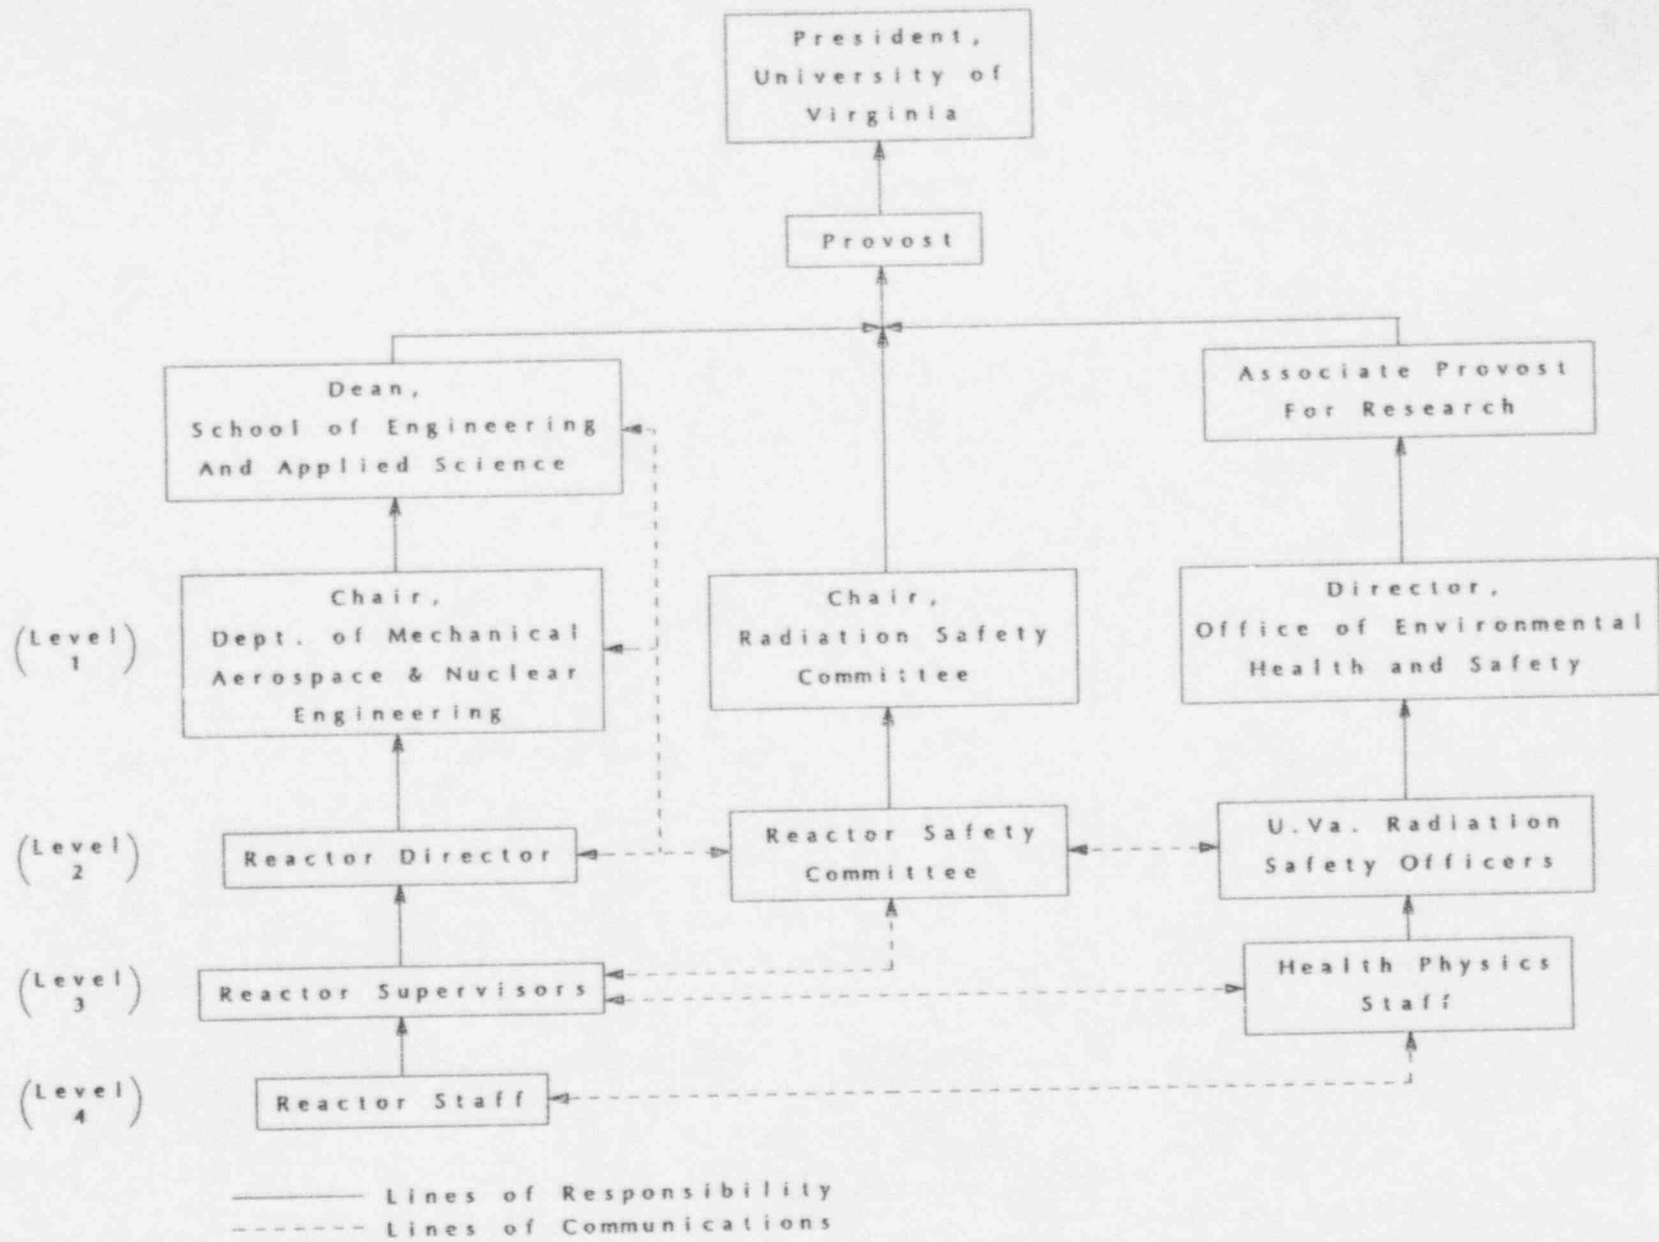 President,
University of
Virginia
Provost
Dean,
School of Engineering
And Applied Science
Associate Provost
For Research
(Level
1)
Chair,
Dept. of Mechanical
Aerospace & Nuclear
Engineering
Chair,
Radiation Safety
Committee
Director,
Office of Environmental
Health and Safety
(Level
2)
Reactor Director
Reactor Safety
Committee
U.Va. Radiation
Safety Officers
(Level
3)
Reactor Supervisors
Health Physics
Staff
(Level
4)
Reactor Staff
Lines of Responsibility
Lines of Communications